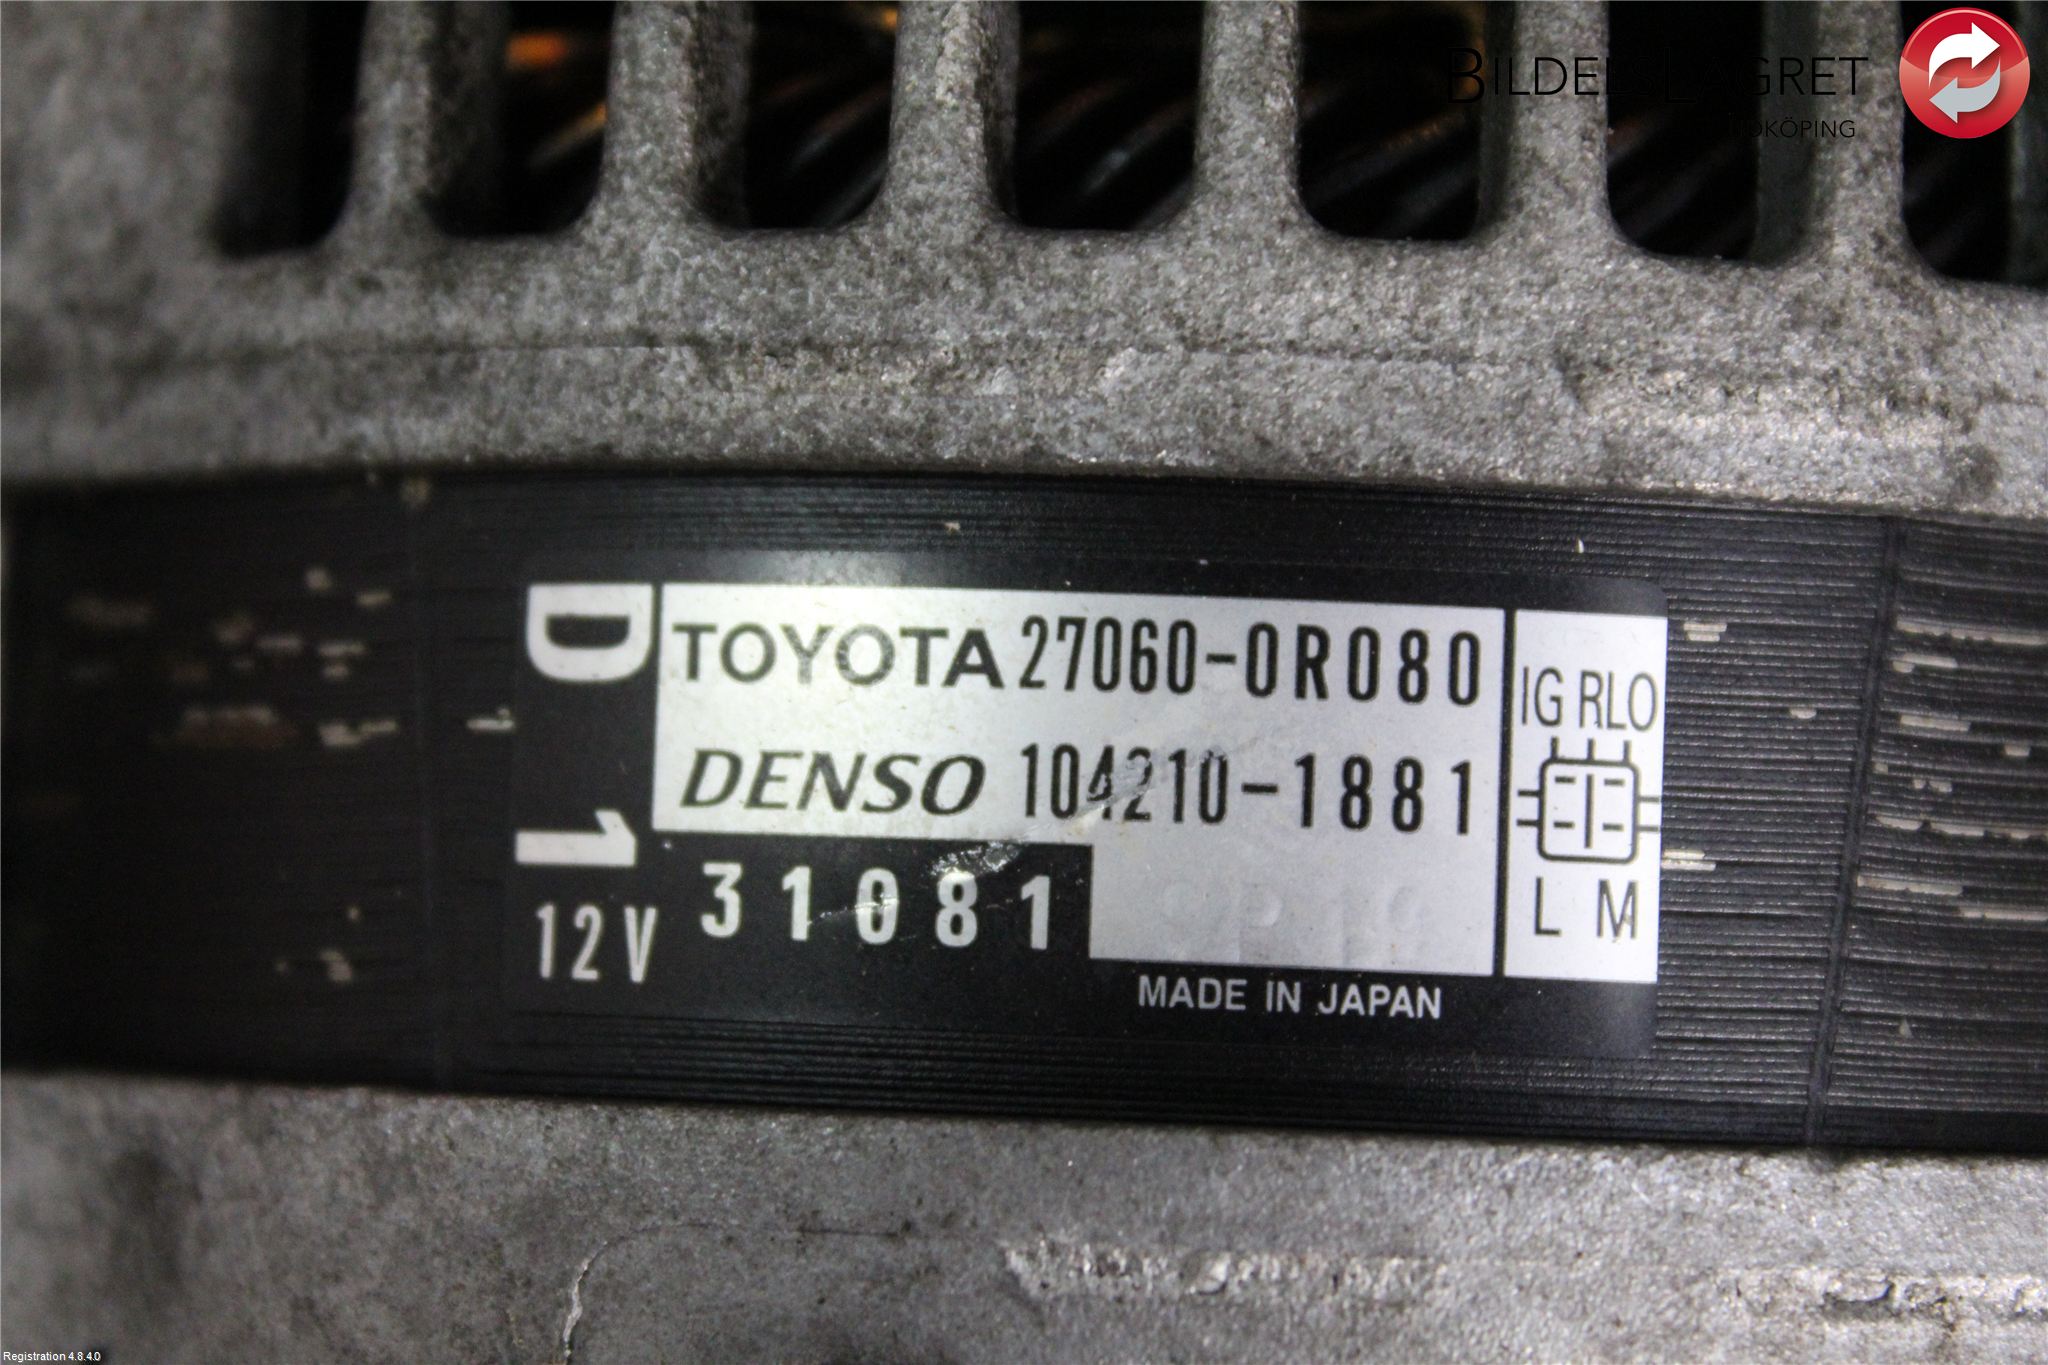 BILDELSLAGRET
D
TOYOTA 27060-0R080
IG RLO
DENSO 104210-1881
1
31081
L M
12V
MADE IN JAPAN
Registration 4.8.4.0